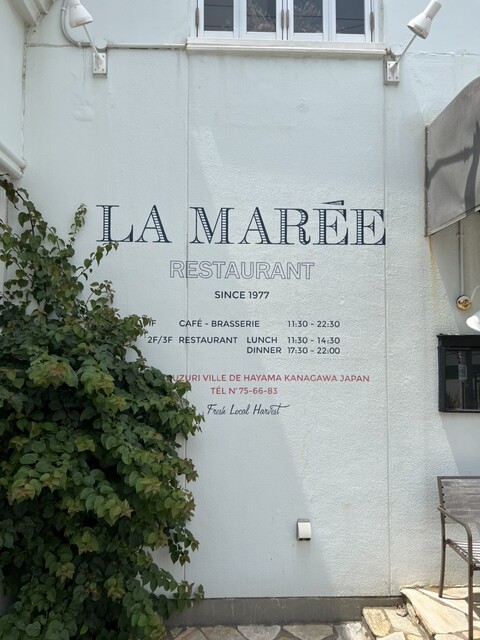 LA MARÉE
RESTAURANT
SINCE 1977
CAFÉ - BRASSERIE 11:30 - 22:30
2F/3F RESTAURANT LUNCH 11:30 - 14:30
DINNER 17:30 - 22:00
VILLE DE HAYAMA KANAGAWA JAPAN
TÉL N°75-66-83
Fresh Local Harvest